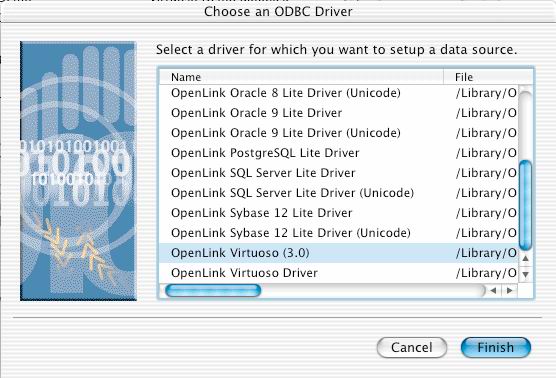 Choose an ODBC Driver
Select a driver for which you want to setup a data source.
Name File
OpenLink Oracle 8 Lite Driver (Unicode) /Library/O
OpenLink Oracle 9 Lite Driver /Library/O
OpenLink Oracle 9 Lite Driver (Unicode) /Library/O
OpenLink PostgreSQL Lite Driver /Library/O
OpenLink SQL Server Lite Driver /Library/O
OpenLink SQL Server Lite Driver (Unicode) /Library/O
OpenLink Sybase 12 Lite Driver /Library/O
OpenLink Sybase 12 Lite Driver (Unicode) /Library/O
OpenLink Virtuoso (3.0) /Library/O
OpenLink Virtuoso Driver /Library/O
Cancel Finish